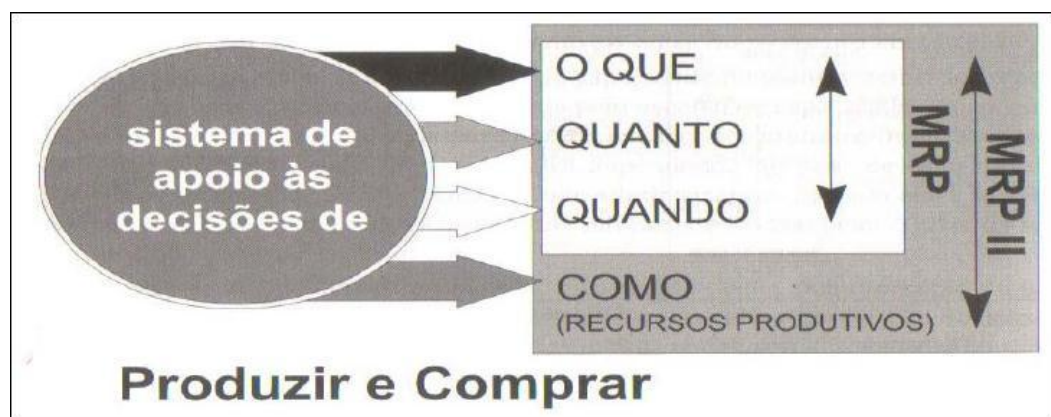 sistema de
apoio às
decisões de
O QUE
QUANTO
QUANDO
COMO
(RECURSOS PRODUTIVOS)
MRP
MRP II
Produzir e Comprar